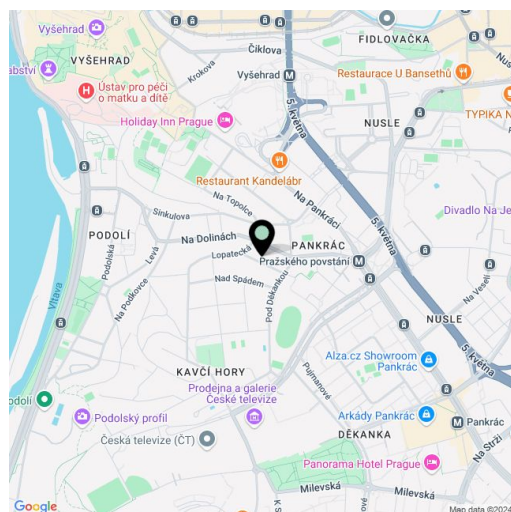 Vyšehrad
FIDLOVAČKA
Čiklova
VYŠEHRAD
Krokova
Vyšehrad
Restaurace U Bansethů
Nus
abství
Ústav pro péči
o matku a dítě
5. května
TYPIKA N
Holiday Inn Prague
NUSLE
Restaurant Kandelábr
Na Topolce
Na Pankráci
Sinkulova
5. května
Divadlo Na Je
PODOLÍ
Na Dolinách
Lopatecká
PANKRÁC
Podolská
Levá
Pražského povstání
Nad Spádem
Na Veselí
Vltava
Na Podkovce
Pod Děkankou
NUSLE
5. května
Alza.cz Showroom
Pankrác
KAVČÍ HORY
Pujmanové
Prodejna a galerie
České televize
odolí
Podolský profil
Arkády Pankrác
Pankrác
DĚKANKA
Česká televize (ČT)
Na Strži
Panorama Hotel Prague
Milevská
Milevská
K S
novés
Google
Map data ©2024